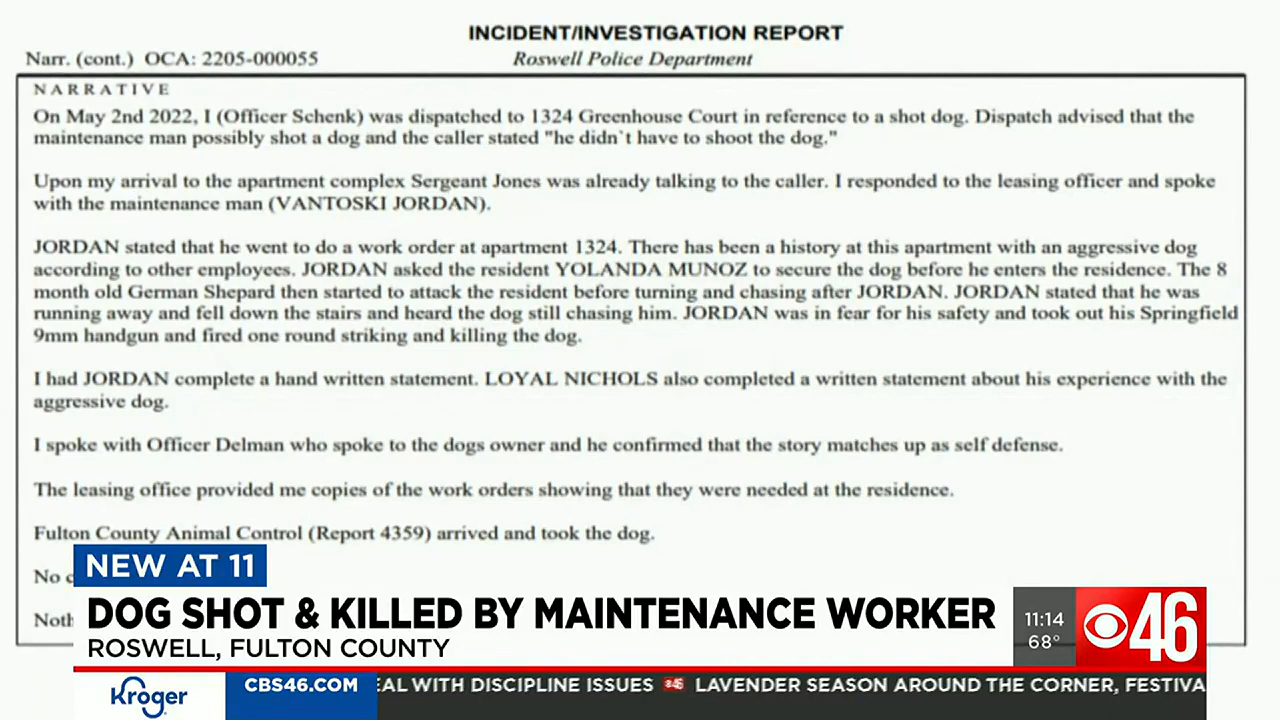 INCIDENT/INVESTIGATION REPORT
Narr. (cont.) OCA: 2205-000055
Roswell Police Department
NARRATIVE
On May 2nd 2022, I (Officer Schenk) was dispatched to 1324 Greenhouse Court in reference to a shot dog. Dispatch advised that the
maintenance man possibly shot a dog and the caller stated "he didn`t have to shoot the dog."
Upon my arrival to the apartment complex Sergeant Jones was already talking to the caller. I responded to the leasing officer and spoke
with the maintenance man (VANTOSKI JORDAN).
JORDAN stated that he went to do a work order at apartment 1324. There has been a history at this apartment with an aggressive dog
according to other employees. JORDAN asked the resident YOLANDA MUNOZ to secure the dog before he enters the residence. The 8
month old German Shepard then started to attack the resident before turning and chasing after JORDAN. JORDAN stated that he was
running away and fell down the stairs and heard the dog still chasing him. JORDAN was in fear for his safety and took out his Springfield
9mm handgun and fired one round striking and killing the dog.
I had JORDAN complete a hand written statement. LOYAL NICHOLS also completed a written statement about his experience with the
aggressive dog.
I spoke with Officer Delman who spoke to the dogs owner and he confirmed that the story matches up as self defense.
The leasing office provided me copies of the work orders showing that they were needed at the residence.
Fulton County Animal Control (Report 4359) arrived and took the dog.
No
NEW AT 11
DOG SHOT & KILLED BY MAINTENANCE WORKER
ROSWELL, FULTON COUNTY
11:14
68°
46
Kroger
CBS46.COM
EAL WITH DISCIPLINE ISSUES LAVENDER SEASON AROUND THE CORNER, FESTIVA